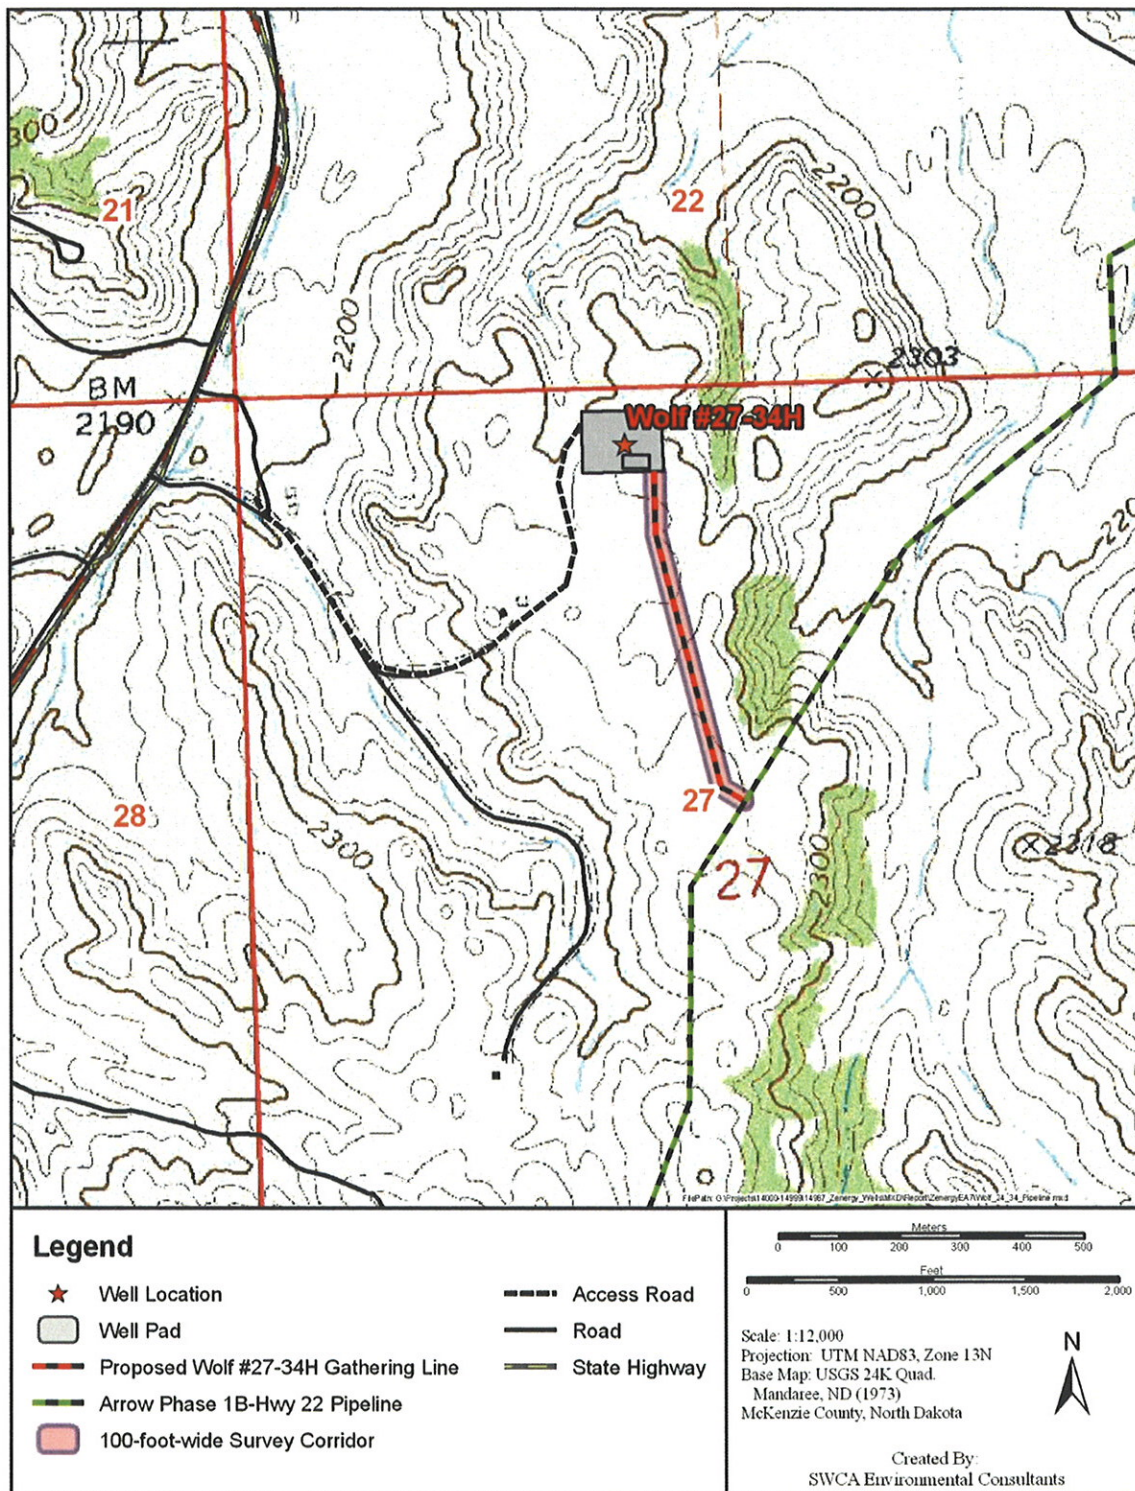 300
21
22
2200
2200
2303
BM
2190
Wolf #27-34H
220
28
2300
27
27
2300
2318
Legend
Well Location
Well Pad
Proposed Wolf #27-34H Gathering Line
Arrow Phase 1B-Hwy 22 Pipeline
100-foot-wide Survey Corridor
Access Road
Road
State Highway
Meters
0 100 200 300 400 500
Feet
0 500 1,000 1,500 2,000
Scale: 1:12,000
Projection: UTM NAD83, Zone 13N
Base Map: USGS 24K Quad.
Mandaree, ND (1973)
McKenzie County, North Dakota
N
Created By:
SWCA Environmental Consultants